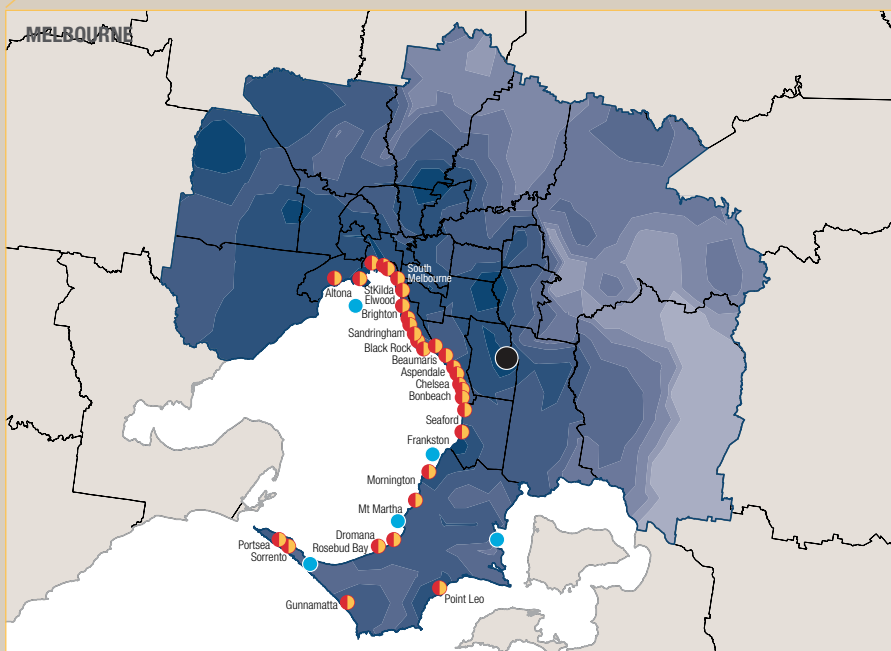 MELBOURNE
South
Melbourne
Altona
StKilda
Elwood
Brighton
Sandringham
Black Rock
Beaumaris
Aspendale
Chelsea
Bonbeach
Seaford
Frankston
Mornington
Mt Martha
Dromana
Rosebud Bay
Portsea
Sorrento
Gunnamatta
Point Leo